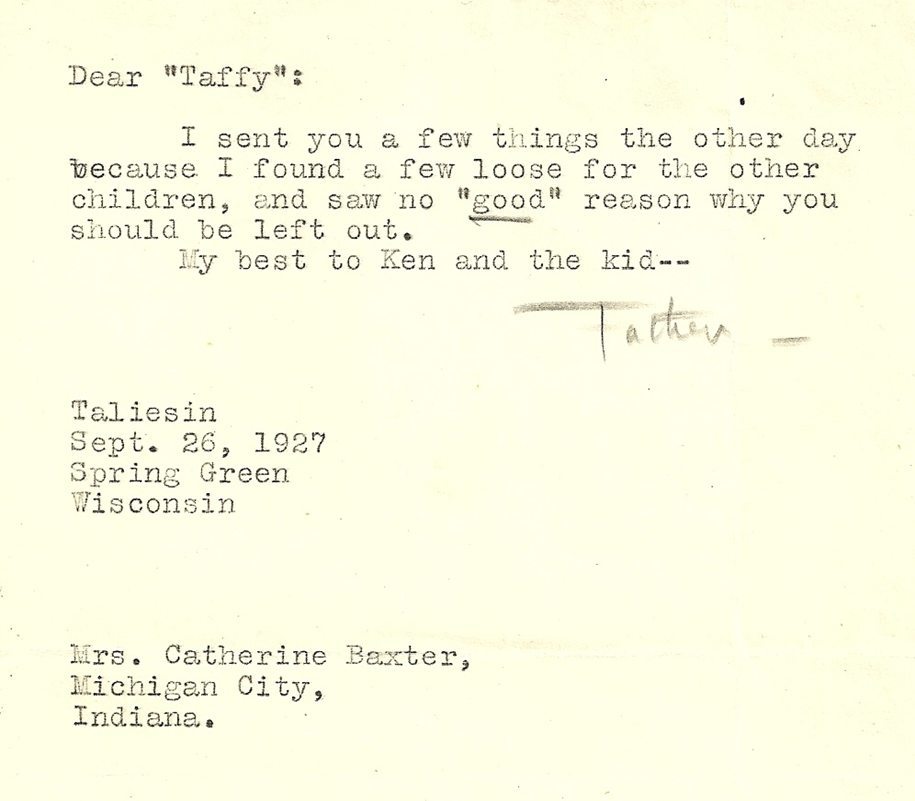 Dear "Taffy":
I sent you a few things the other day
because I found a few loose for the other
children, and saw no "good" reason why you
should be left out.
My best to Ken and the kid--
Father —
Taliesin
Sept. 26, 1927
Spring Green
Wisconsin
Mrs. Catherine Baxter,
Michigan City,
Indiana.